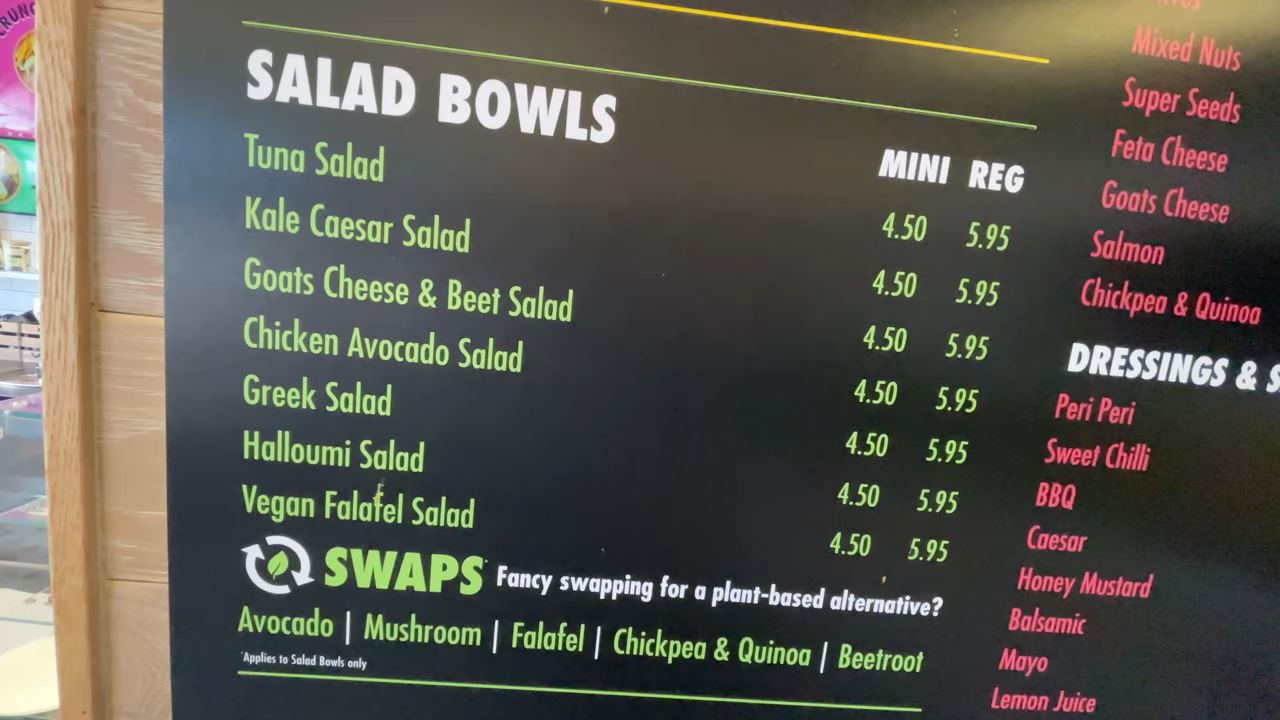 SALAD BOWLS
MINI REG
Tuna Salad 4.50 5.95
Kale Caesar Salad 4.50 5.95
Goats Cheese & Beet Salad 4.50 5.95
Chicken Avocado Salad 4.50 5.95
Greek Salad 4.50 5.95
Halloumi Salad 4.50 5.95
Vegan Falafel Salad 4.50 5.95
SWAPS* Fancy swapping for a plant-based alternative?
Avocado | Mushroom | Falafel | Chickpea & Quinoa | Beetroot
*Applies to Salad Bowls only
Mixed Nuts
Super Seeds
Feta Cheese
Goats Cheese
Salmon
Chickpea & Quinoa
DRESSINGS &
Peri Peri
Sweet Chilli
BBQ
Caesar
Honey Mustard
Balsamic
Mayo
Lemon Juice